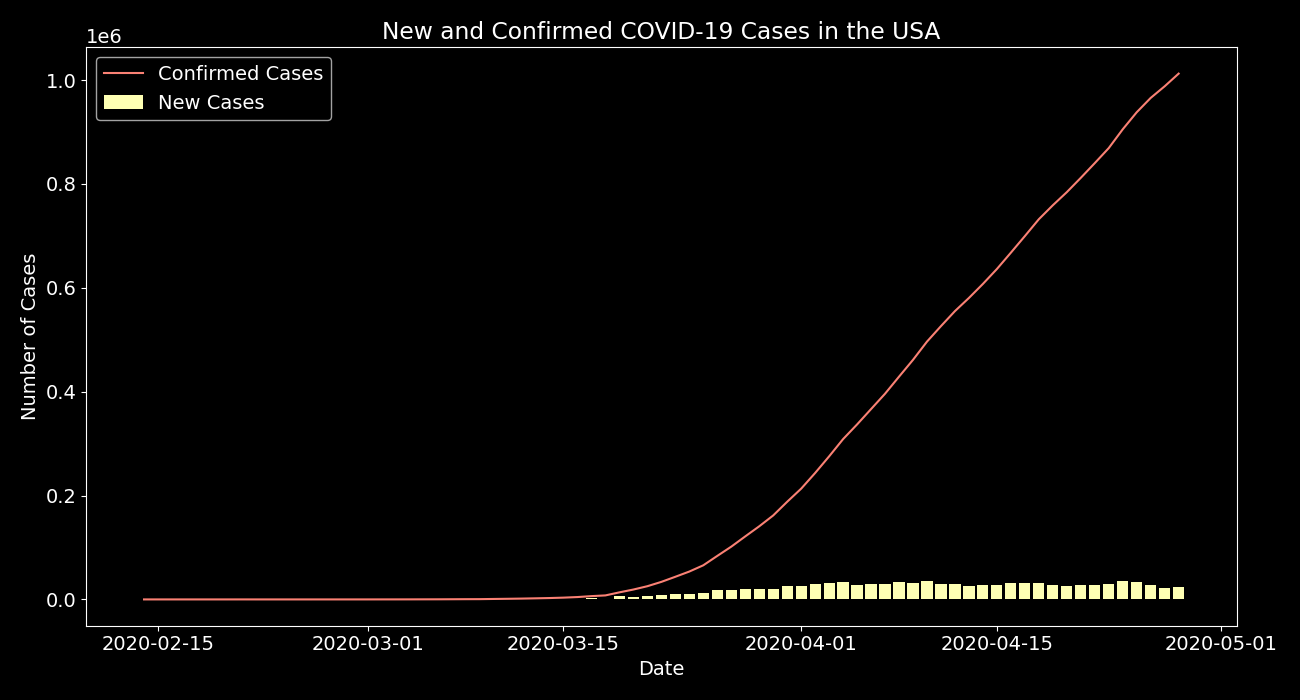 New and Confirmed COVID-19 Cases in the USA
1e6
Confirmed Cases
New Cases
1.0
0.8
0.6
0.4
0.2
0.0
Number of Cases
2020-02-15 2020-03-01 2020-03-15 2020-04-01 2020-04-15 2020-05-01
Date